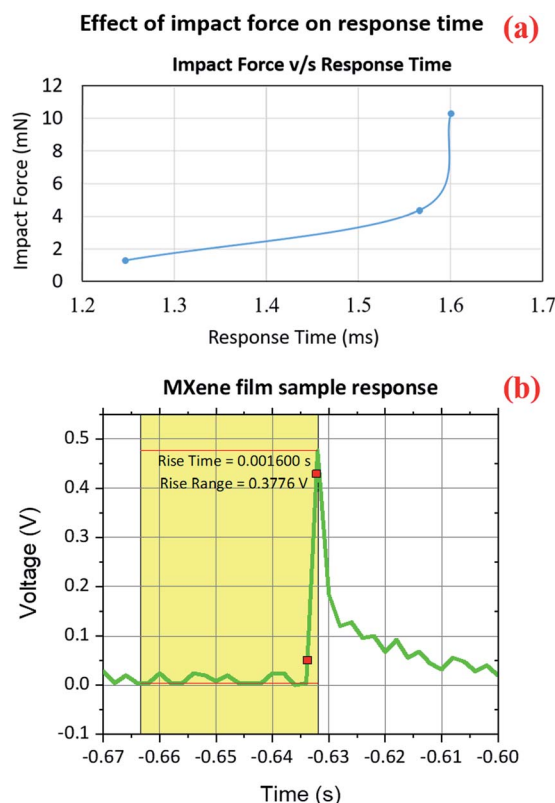 Effect of impact force on response time (a)
Impact Force v/s Response Time
12
10
8
6
4
2
0
Impact Force (mN)
1.2 1.3 1.4 1.5 1.6 1.7
Response Time (ms)
MXene film sample response (b)
0.5
0.4
0.3
0.2
0.1
0.0
-0.1
Voltage (V)
Rise Time = 0.001600 s
Rise Range = 0.3776 V
-0.67 -0.66 -0.65 -0.64 -0.63 -0.62 -0.61 -0.60
Time (s)